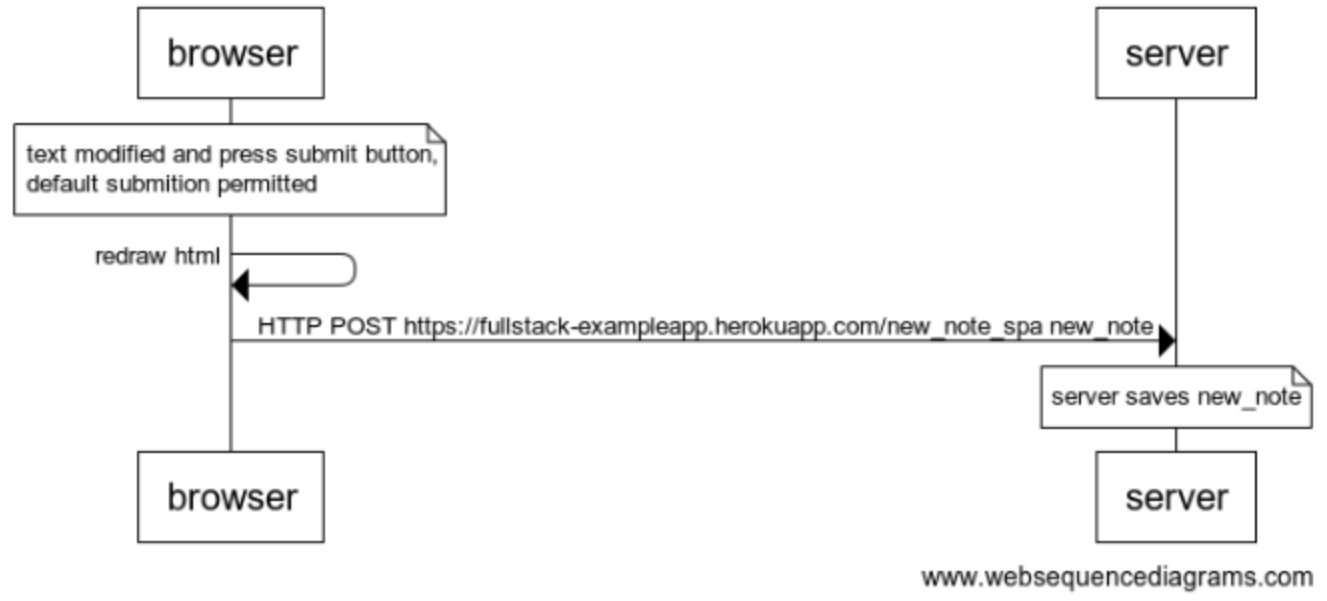 browser
server
text modified and press submit button,
default submition permitted
redraw html
HTTP POST https://fullstack-exampleapp.herokuapp.com/new_note_spa new_note
server saves new_note
browser
server
www.websequencediagrams.com